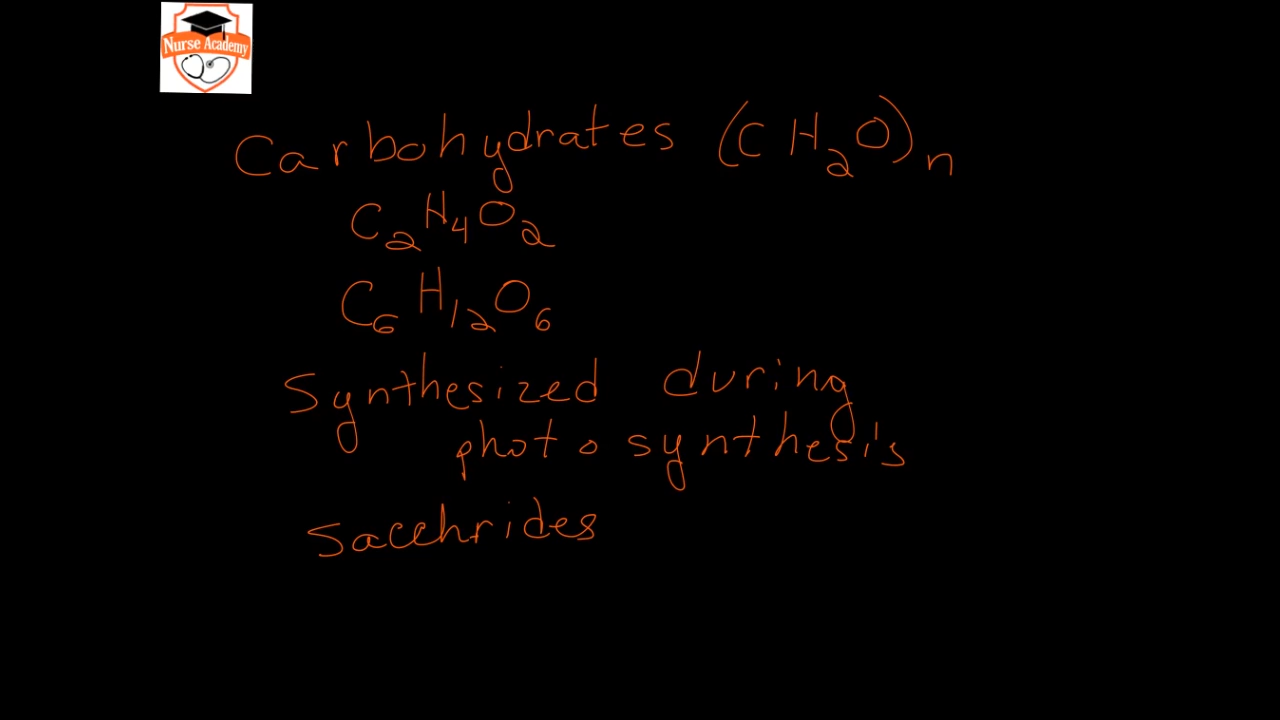 Nurse Academy
Carbohydrates (CH₂O)ₙ
C₂H₄O₂
C₆H₁₂O₆
Synthesized during
photosynthesis
Sacchrides